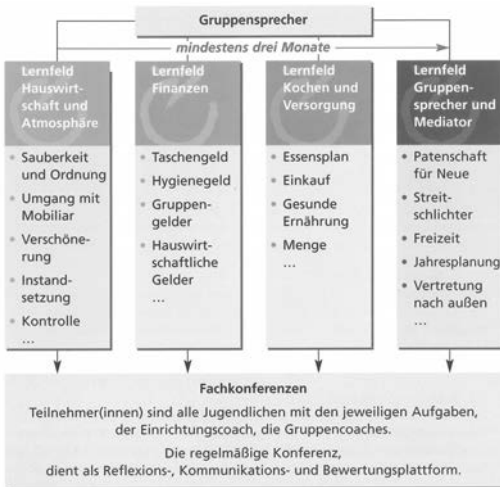 Gruppensprecher
mindestens drei Monate
Lernfeld
Hauswirt-
schaft und
Atmosphäre
Sauberkeit
und Ordnung
Umgang mit
Mobiliar
Verschöne-
rung
Instand-
setzung
Kontrolle
…
Lernfeld
Finanzen
Taschengeld
Hygienegeld
Gruppen-
gelder
Hauswirt-
schaftliche
Gelder
…
Lernfeld
Kochen und
Versorgung
Essensplan
Einkauf
Gesunde
Ernährung
Menge
…
Lernfeld
Gruppen-
sprecher und
Mediator
Patenschaft
für Neue
Streit-
schlichter
Freizeit
Jahresplanung
Vertretung
nach außen
…
Fachkonferenzen
Teilnehmer(innen) sind alle Jugendlichen mit den jeweiligen Aufgaben,
der Einrichtungscoach, die Gruppencoaches.
Die regelmäßige Konferenz,
dient als Reflexions-, Kommunikations- und Bewertungsplattform.